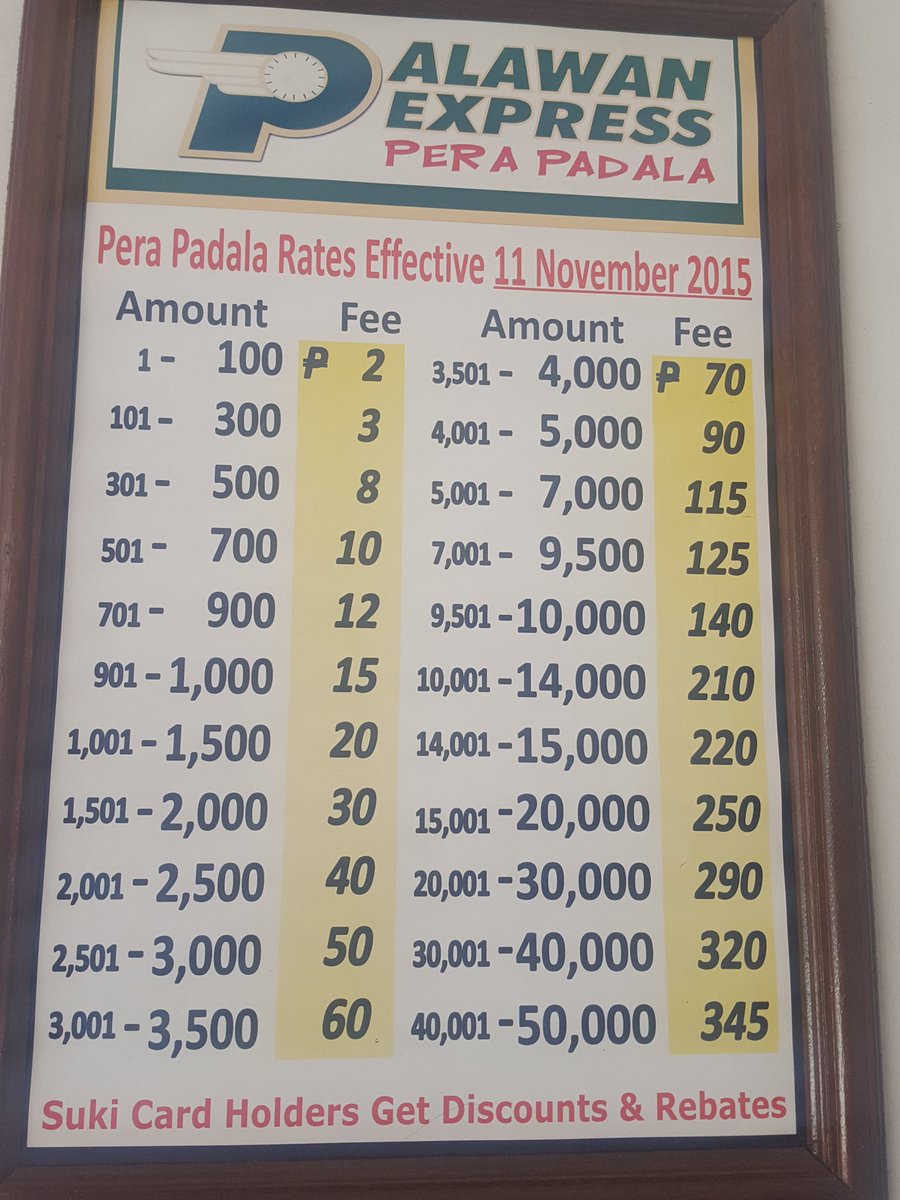 PALAWAN
EXPRESS
PERA PADALA
Pera Padala Rates Effective 11 November 2015
Amount Fee
1 - 100 ₱ 2
101 - 300 3
301 - 500 8
501 - 700 10
701 - 900 12
901 - 1,000 15
1,001 - 1,500 20
1,501 - 2,000 30
2,001 - 2,500 40
2,501 - 3,000 50
3,001 - 3,500 60
Amount Fee
3,501 - 4,000 ₱ 70
4,001 - 5,000 90
5,001 - 7,000 115
7,001 - 9,500 125
9,501 - 10,000 140
10,001 - 14,000 210
14,001 - 15,000 220
15,001 - 20,000 250
20,001 - 30,000 290
30,001 - 40,000 320
40,001 - 50,000 345
Suki Card Holders Get Discounts & Rebates